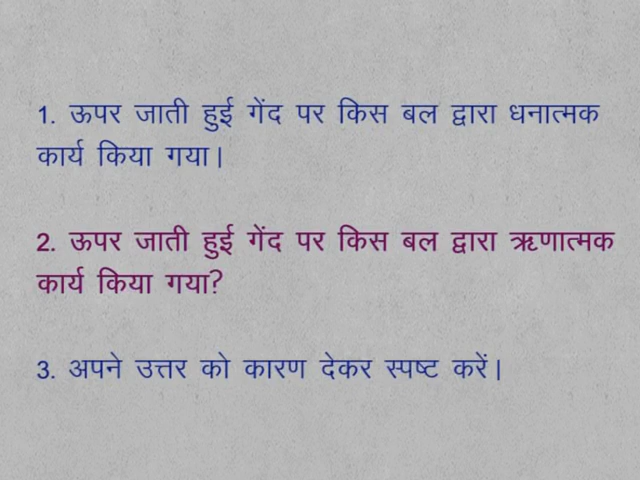 1. ऊपर जाती हुई गेंद पर किस बल द्वारा धनात्मक
कार्य किया गया।
2. ऊपर जाती हुई गेंद पर किस बल द्वारा ऋणात्मक
कार्य किया गया?
3. अपने उत्तर को कारण देकर स्पष्ट करें।